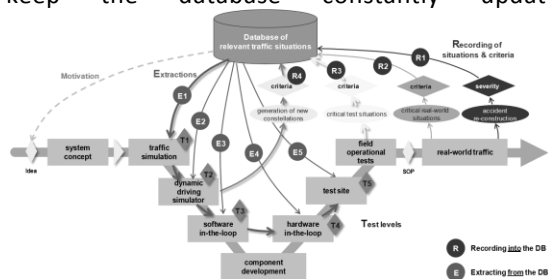 keep the database constantly updat
Database of
relevant traffic situations
Recording of
situations & criteria
R1
R2
R3
R4
Motivation
Extractions
criteria
criteria
criteria
severity
E1
generation of new
constellations
critical test situations
critical real-world
situations
accident
re-construction
E2
E3
E4
E5
T1
system
concept
traffic
simulation
field
operational
tests
real-world traffic
Idea
SOP
T2
dynamic
driving
simulator
test site
T5
T3
software
in-the-loop
hardware
in-the-loop
T4
Test levels
component
development
R Recording into the DB
E Extracting from the DB